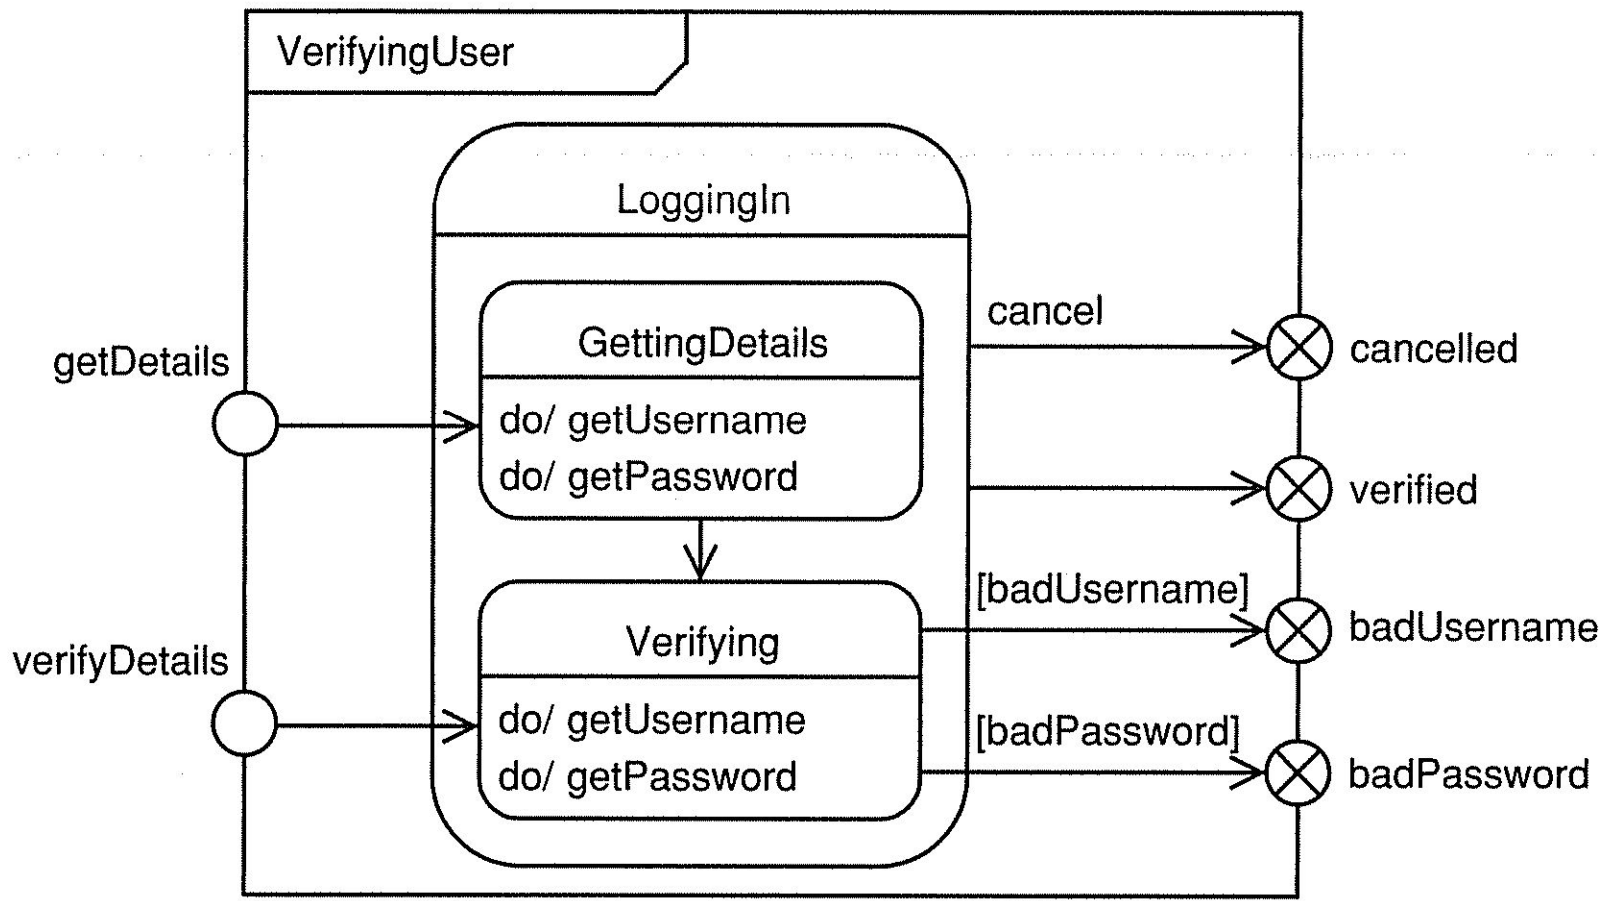 VerifyingUser
LoggingIn
cancel
GettingDetails
cancelled
getDetails
do/ getUsername
do/ getPassword
verified
[badUsername]
badUsername
Verifying
verifyDetails
do/ getUsername
[badPassword]
do/ getPassword
badPassword